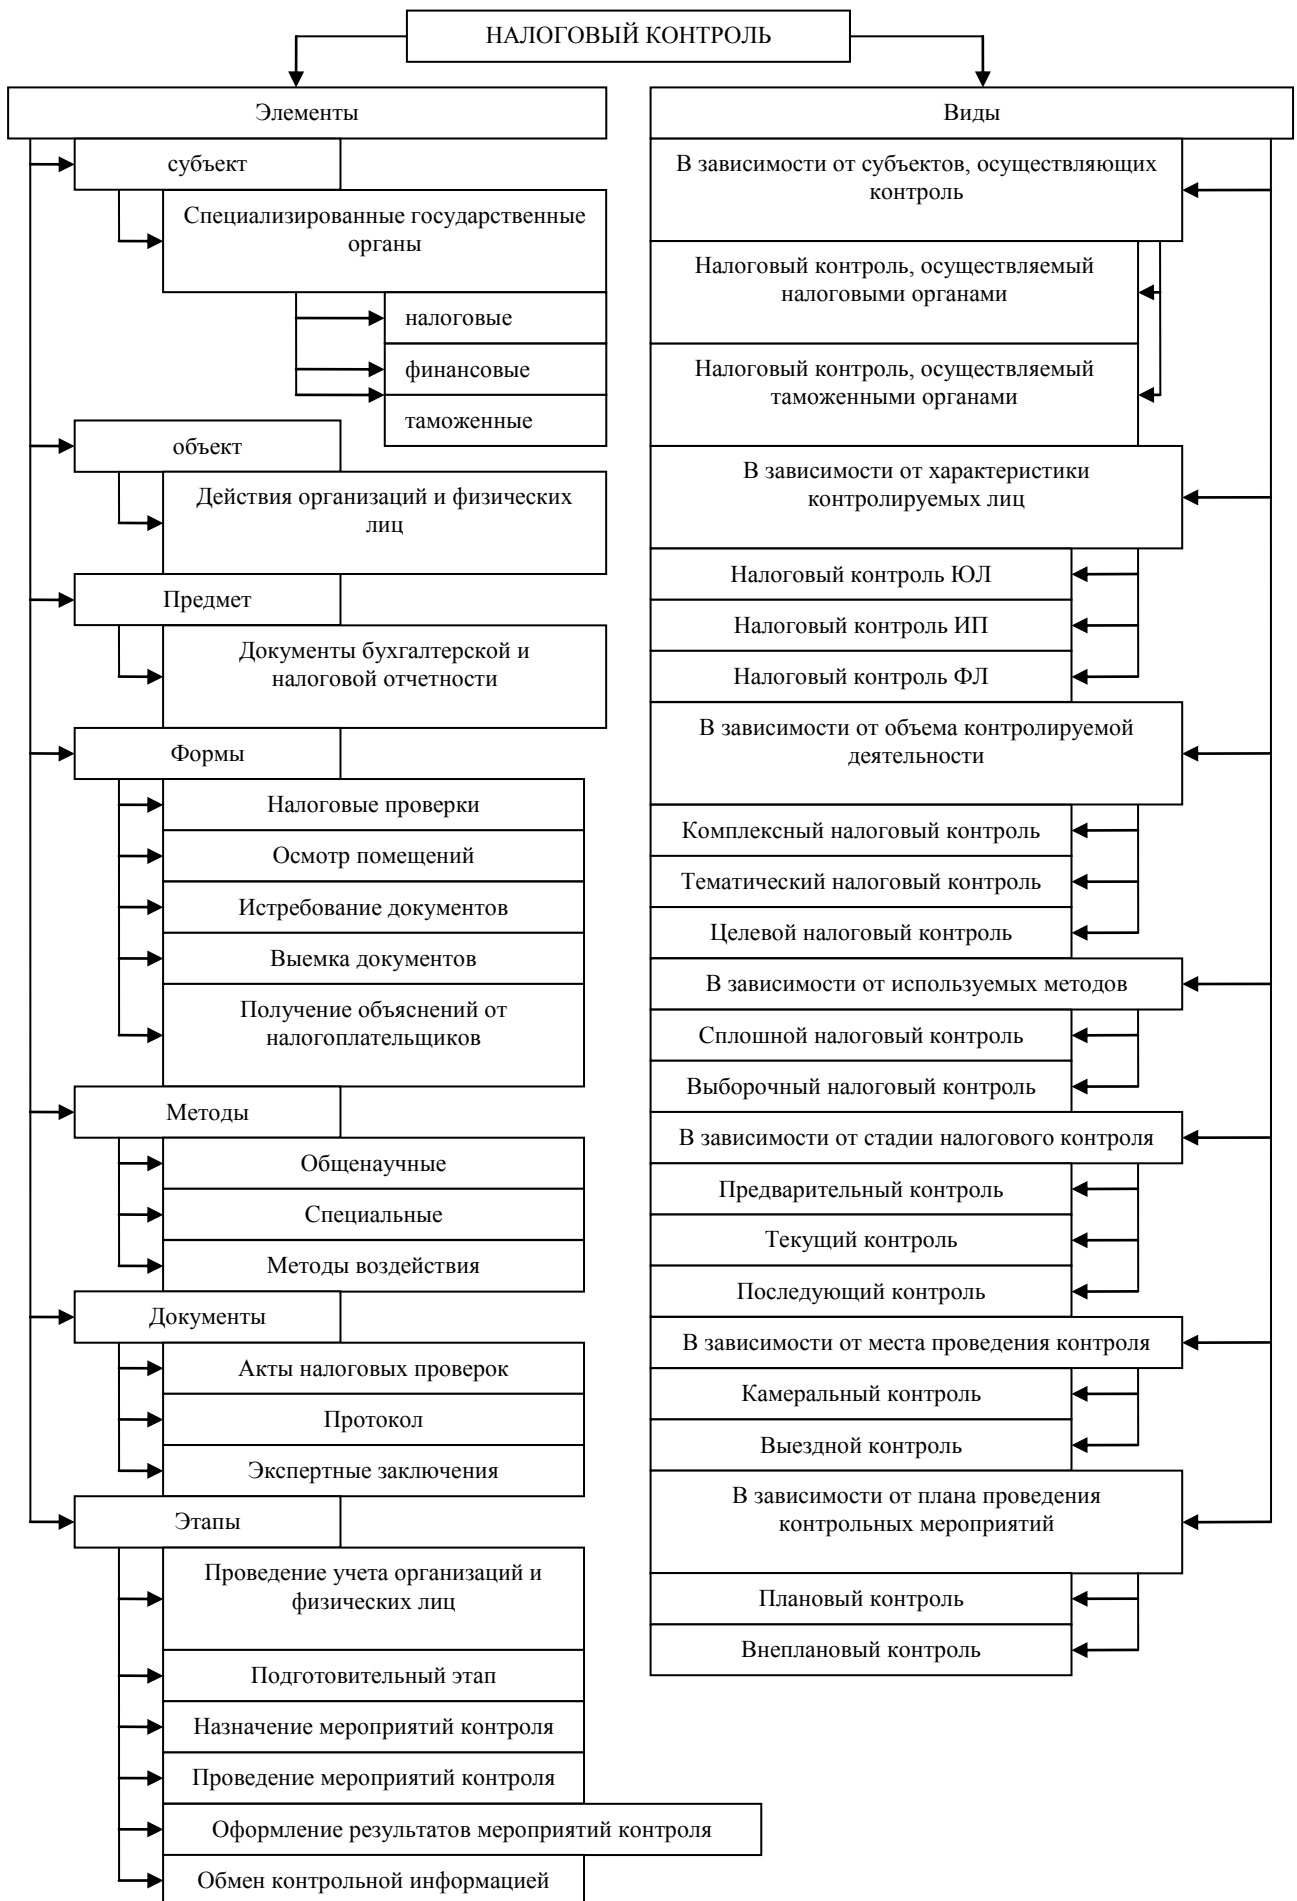 НАЛОГОВЫЙ КОНТРОЛЬ
Элементы
субъект
Специализированные государственные
органы
налоговые
финансовые
таможенные
объект
Действия организаций и физических
лиц
Предмет
Документы бухгалтерской и
налоговой отчетности
Формы
Налоговые проверки
Осмотр помещений
Истребование документов
Выемка документов
Получение объяснений от
налогоплательщиков
Методы
Общенаучные
Специальные
Методы воздействия
Документы
Акты налоговых проверок
Протокол
Экспертные заключения
Этапы
Проведение учета организаций и
физических лиц
Подготовительный этап
Назначение мероприятий контроля
Проведение мероприятий контроля
Оформление результатов мероприятий контроля
Обмен контрольной информацией
Виды
В зависимости от субъектов, осуществляющих
контроль
Налоговый контроль, осуществляемый
налоговыми органами
Налоговый контроль, осуществляемый
таможенными органами
В зависимости от характеристики
контролируемых лиц
Налоговый контроль ЮЛ
Налоговый контроль ИП
Налоговый контроль ФЛ
В зависимости от объема контролируемой
деятельности
Комплексный налоговый контроль
Тематический налоговый контроль
Целевой налоговый контроль
В зависимости от используемых методов
Сплошной налоговый контроль
Выборочный налоговый контроль
В зависимости от стадии налогового контроля
Предварительный контроль
Текущий контроль
Последующий контроль
В зависимости от места проведения контроля
Камеральный контроль
Выездной контроль
В зависимости от плана проведения
контрольных мероприятий
Плановый контроль
Внеплановый контроль